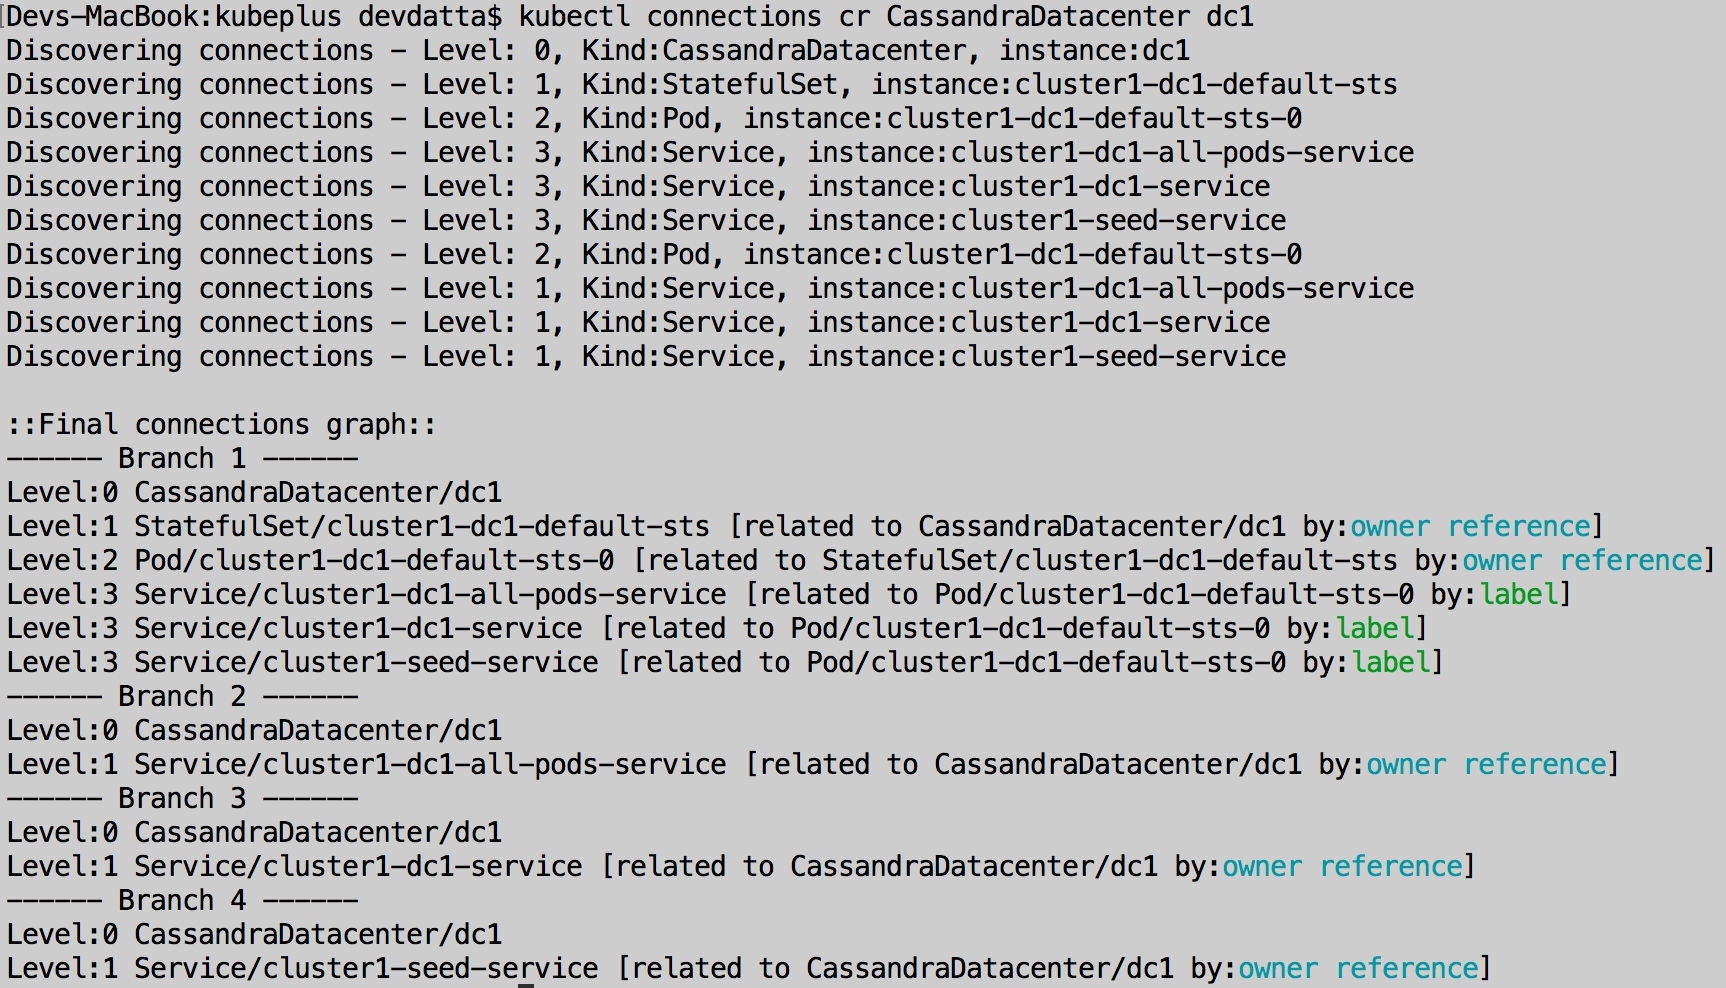 [Devs-MacBook:kubeplus devdatta$ kubectl connections cr CassandraDatacenter dc1
Discovering connections - Level: 0, Kind:CassandraDatacenter, instance:dc1
Discovering connections - Level: 1, Kind:StatefulSet, instance:cluster1-dc1-default-sts
Discovering connections - Level: 2, Kind:Pod, instance:cluster1-dc1-default-sts-0
Discovering connections - Level: 3, Kind:Service, instance:cluster1-dc1-all-pods-service
Discovering connections - Level: 3, Kind:Service, instance:cluster1-dc1-service
Discovering connections - Level: 3, Kind:Service, instance:cluster1-seed-service
Discovering connections - Level: 2, Kind:Pod, instance:cluster1-dc1-default-sts-0
Discovering connections - Level: 1, Kind:Service, instance:cluster1-dc1-all-pods-service
Discovering connections - Level: 1, Kind:Service, instance:cluster1-dc1-service
Discovering connections - Level: 1, Kind:Service, instance:cluster1-seed-service
::Final connections graph::
------ Branch 1 ------
Level:0 CassandraDatacenter/dc1
Level:1 StatefulSet/cluster1-dc1-default-sts [related to CassandraDatacenter/dc1 by:owner reference]
Level:2 Pod/cluster1-dc1-default-sts-0 [related to StatefulSet/cluster1-dc1-default-sts by:owner reference]
Level:3 Service/cluster1-dc1-all-pods-service [related to Pod/cluster1-dc1-default-sts-0 by:label]
Level:3 Service/cluster1-dc1-service [related to Pod/cluster1-dc1-default-sts-0 by:label]
Level:3 Service/cluster1-seed-service [related to Pod/cluster1-dc1-default-sts-0 by:label]
------ Branch 2 ------
Level:0 CassandraDatacenter/dc1
Level:1 Service/cluster1-dc1-all-pods-service [related to CassandraDatacenter/dc1 by:owner reference]
------ Branch 3 ------
Level:0 CassandraDatacenter/dc1
Level:1 Service/cluster1-dc1-service [related to CassandraDatacenter/dc1 by:owner reference]
------ Branch 4 ------
Level:0 CassandraDatacenter/dc1
Level:1 Service/cluster1-seed-service [related to CassandraDatacenter/dc1 by:owner reference]